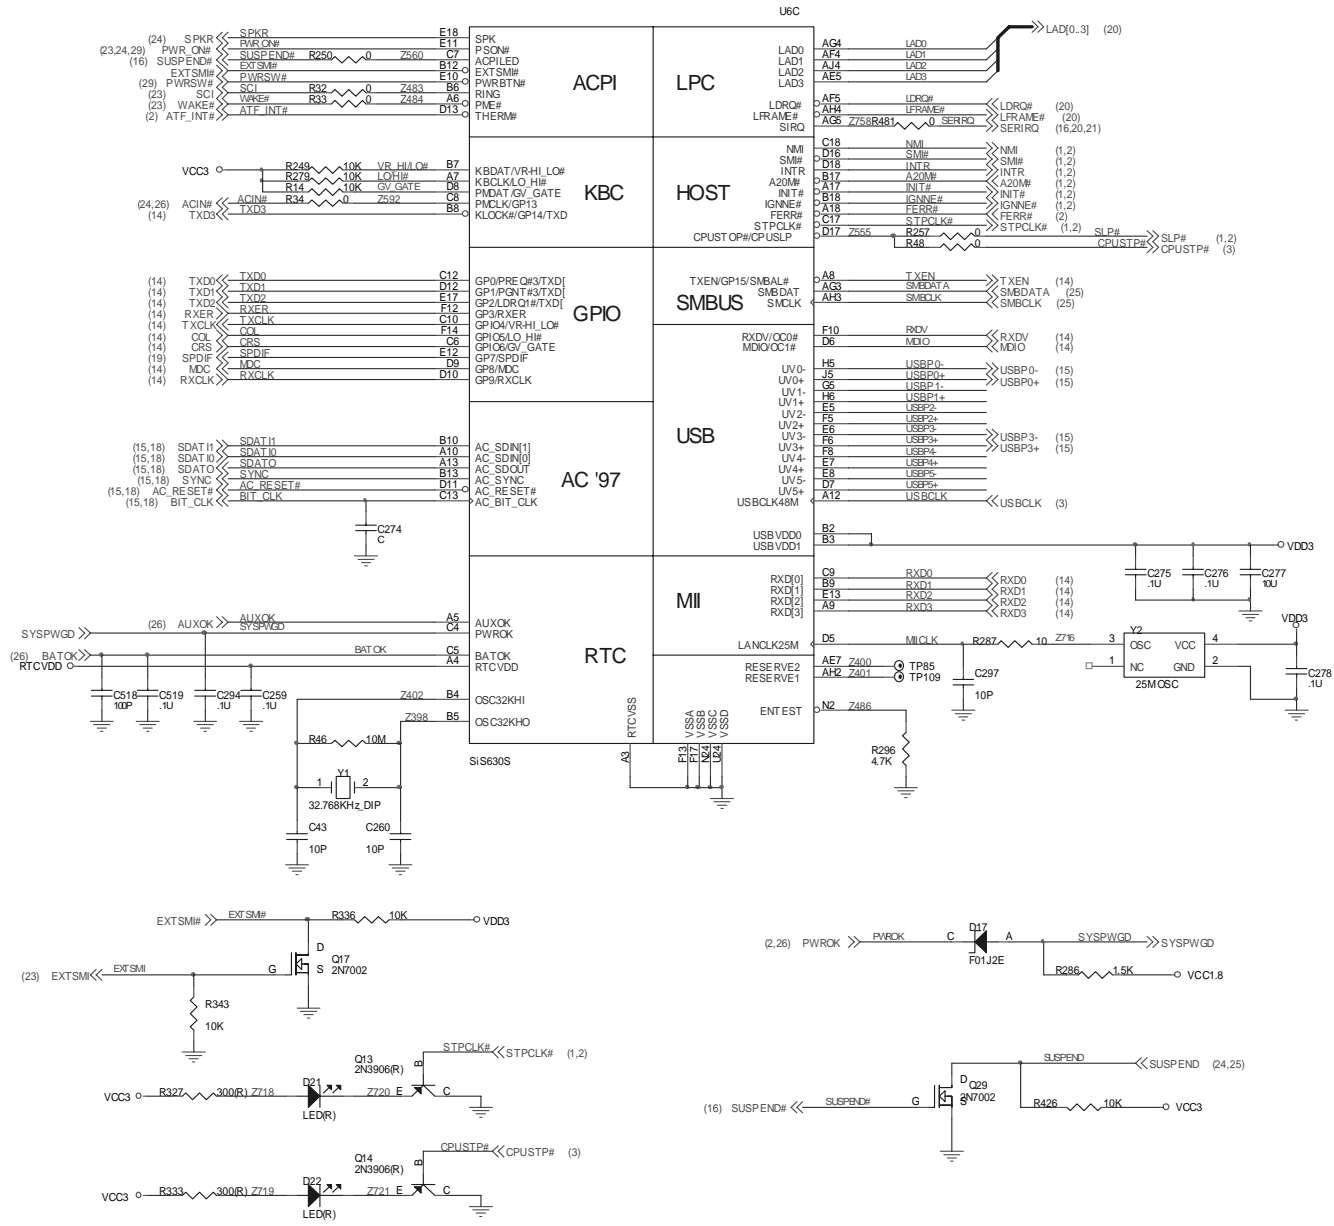 U6C
(24) SPKR SPKR E18 SPK
(23,24,29) PWR_ON# PWRON# E11 PSON#
(16) SUSPEND# SUSPEND# R250 0 Z560 C7 ACPILED
EXTSMI# EXTSMI# B12 EXTSMI#
(29) PWRSW# PWRSW# E10 PWRBTN#
(23) SCI SCI R32 0 Z483 B6 RING
(23) WAKE# WAKE# R33 0 Z484 A6 PME#
(2) ATF_INT# ATF_INT# D13 THERM#
ACPI
LPC
LAD0 AG4 LAD0
LAD1 AF4 LAD1
LAD2 AJ4 LAD2
LAD3 AE5 LAD3
LAD[0..3] (20)
LDRQ# AF5 LDRQ# LDRQ# (20)
LFRAME# AH4 LFRAME# LFRAME# (20)
SIRQ AG5 Z758 R481 0 SERIRQ SERIRQ (16,20,21)
VCC3 R249 10K VR_HI/LO# B7 KBDAT/VR-HI_LO#
R279 10K LO/HI# A7 KBCLK/LO_HI#
R14 10K GV_GATE D8 PMDAT/GV_GATE
(24,26) ACIN# ACIN# R34 0 Z592 C8 PMCLK/GP13
(14) TXD3 TXD3 B8 KLOCK#/GP14/TXD
KBC
HOST
NMI C18 NMI NMI (1,2)
SMI# D16 SMI# SMI# (1,2)
INTR D18 INTR INTR (1,2)
A20M# B17 A20M# A20M# (1,2)
INIT# A17 INIT# INIT# (1,2)
IGNNE# B18 IGNNE# IGNNE# (1,2)
FERR# A18 FERR# FERR# (2)
STPCLK# C17 STPCLK# STPCLK# (1,2)
CPUSTOP#/CPUSLP D17 Z555 R257 0 SLP# SLP# (1,2)
R48 0 CPUSTP# CPUSTP# (3)
(14) TXD0 TXD0 C12 GP0/PREQ#3/TXD[
(14) TXD1 TXD1 D12 GP1/PGNT#3/TXD[
(14) TXD2 TXD2 E17 GP2/LDRQ1#/TXD[
(14) RXER RXER F12 GP3/RXER
(14) TXCLK TXCLK C10 GPIO4/VR-HI_LO#
(14) COL COL F14 GPIO5/LO_HI#
(14) CRS CRS C6 GPIO6/GV_GATE
(19) SPDIF SPDIF E12 GP7/SPDIF
(14) MDC MDC D9 GP8/MDC
(14) RXCLK RXCLK D10 GP9/RXCLK
GPIO
SMBUS
TXEN/GP15/SMBAL# A8 TXEN TXEN (14)
SMBDAT AG3 SMBDATA SMBDATA (25)
SMCLK AH3 SMBCLK SMBCLK (25)
RXDV/OC0# F10 RXDV RXDV (14)
MDIO/OC1# D6 MDIO MDIO (14)
UV0- H5 USBP0- USBP0- (15)
UV0+ J5 USBP0+ USBP0+ (15)
UV1- G5 USBP1-
UV1+ H6 USBP1+
UV2- E5 USBP2-
UV2+ F5 USBP2+
UV3- E6 USBP3- USBP3- (15)
UV3+ F6 USBP3+ USBP3+ (15)
UV4- F8 USBP4-
UV4+ E7 USBP4+
UV5- E8 USBP5-
UV5+ D7 USBP5+
USBCLK48M A12 USBCLK USBCLK (3)
USB
USBVDD0 B2
USBVDD1 B3
VDD3
C275 .1U
C276 .1U
C277 10U
(15,18) SDATI1 SDATI1 B10 AC_SDIN[1]
(15,18) SDATI0 SDATI0 A10 AC_SDIN[0]
(15,18) SDATO SDATO A13 AC_SDOUT
(15,18) SYNC SYNC B13 AC_SYNC
(15,18) AC_RESET# AC_RESET# D11 AC_RESET#
(15,18) BIT_CLK BIT_CLK C13 AC_BIT_CLK
AC '97
C274
C
MII
RXD[0] C9 RXD0 RXD0 (14)
RXD[1] B9 RXD1 RXD1 (14)
RXD[2] E13 RXD2 RXD2 (14)
RXD[3] A9 RXD3 RXD3 (14)
LANCLK25M D5 MIICLK R287 10 Z716 3 OSC VCC 4
Y2
1 NC GND 2
25MOSC
VDD3
C278
.1U
C297
10P
RESERVE2 AE7 Z400 TP85
RESERVE1 AH2 Z401 TP109
ENTEST N2 Z486
R296
4.7K
(26) AUXOK AUXOK A5 AUXOK
SYSPWGD SYSPWGD C4 PWROK
(26) BATOK BATOK C5 BATOK
RTCVDD A4 RTCVDD
RTC
C518 100P
C519 .1U
C294 .1U
C259 .1U
Z402 B4 OSC32KHI
Z398 B5 OSC32KHO
R46 10M
1 Y1 2
32.768KHz_DIP
C43
10P
C260
10P
SiS630S
RTCVSS A3
VSSA F13
VSSB F17
VSSC N24
VSSD U24
EXTSMI# EXTSMI# R336 10K VDD3
D
Q17
G S 2N7002
(23) EXTSMI EXTSMI
R343
10K
(2,26) PWROK PWROK C D17 A SYSPWGD SYSPWGD
F01J2E
R286 1.5K VCC1.8
STPCLK# STPCLK# (1,2)
Q13
2N3906(R)
VCC3 R327 300(R) Z718 D21 Z720 E B C
LED(R)
CPUSTP# CPUSTP# (3)
Q14
2N3906(R)
VCC3 R333 300(R) Z719 D22 Z721 E B C
LED(R)
SUSPEND SUSPEND (24,25)
D Q29
G S 2N7002
(16) SUSPEND# SUSPEND#
R426 10K VCC3